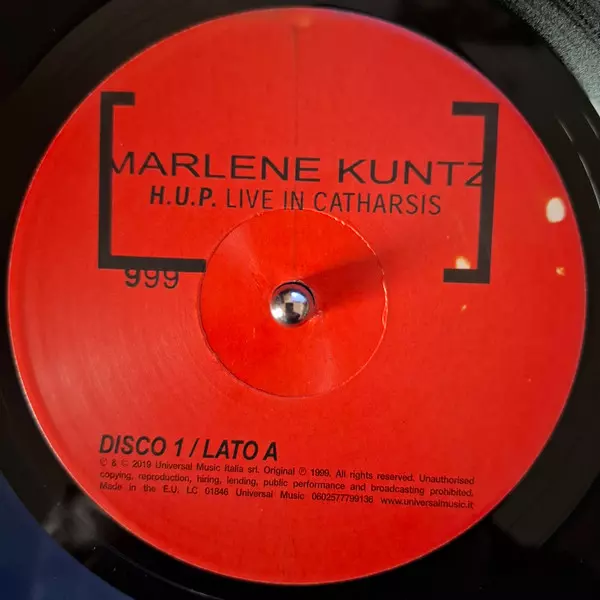 MARLENE KUNTZ
H.U.P. LIVE IN CATHARSIS
999
DISCO 1 / LATO A
℗ & © 2019 Universal Music Italia srl. Original ℗ 1999. All rights reserved. Unauthorised
copying, reproduction, hiring, lending, public performance and broadcasting prohibited.
Made in the E.U. LC 01846 Universal Music 0602577799136 www.universalmusic.it